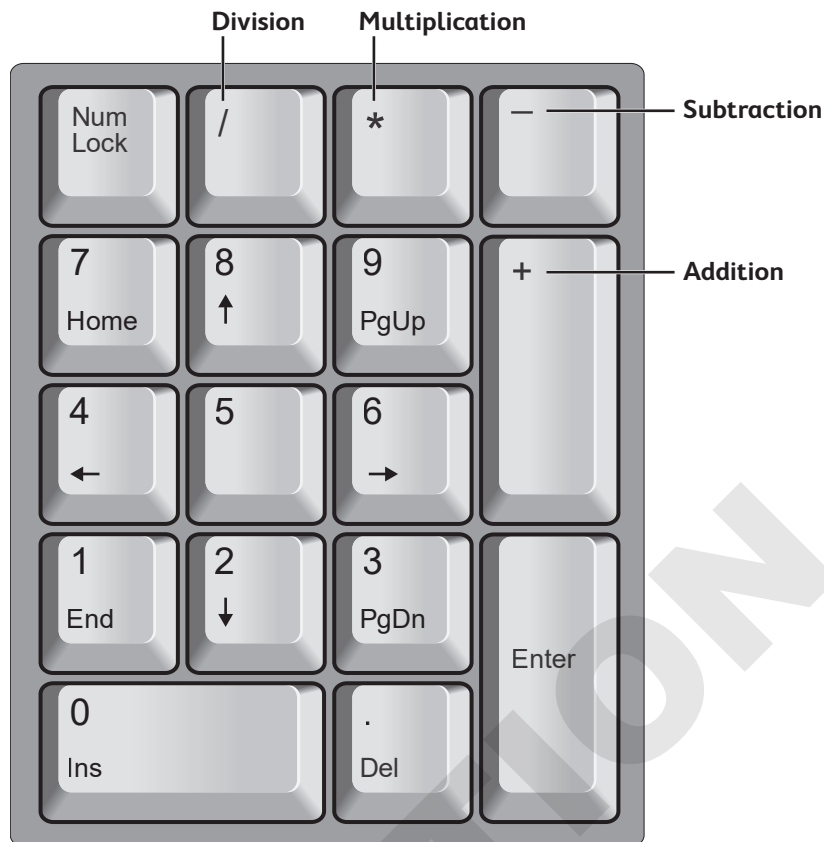 Division Multiplication
Num
Lock
/
*
–
Subtraction
7
Home
8
↑
9
PgUp
+
Addition
4
←
5
6
→
1
End
2
↓
3
PgDn
Enter
0
Ins
.
Del
TION